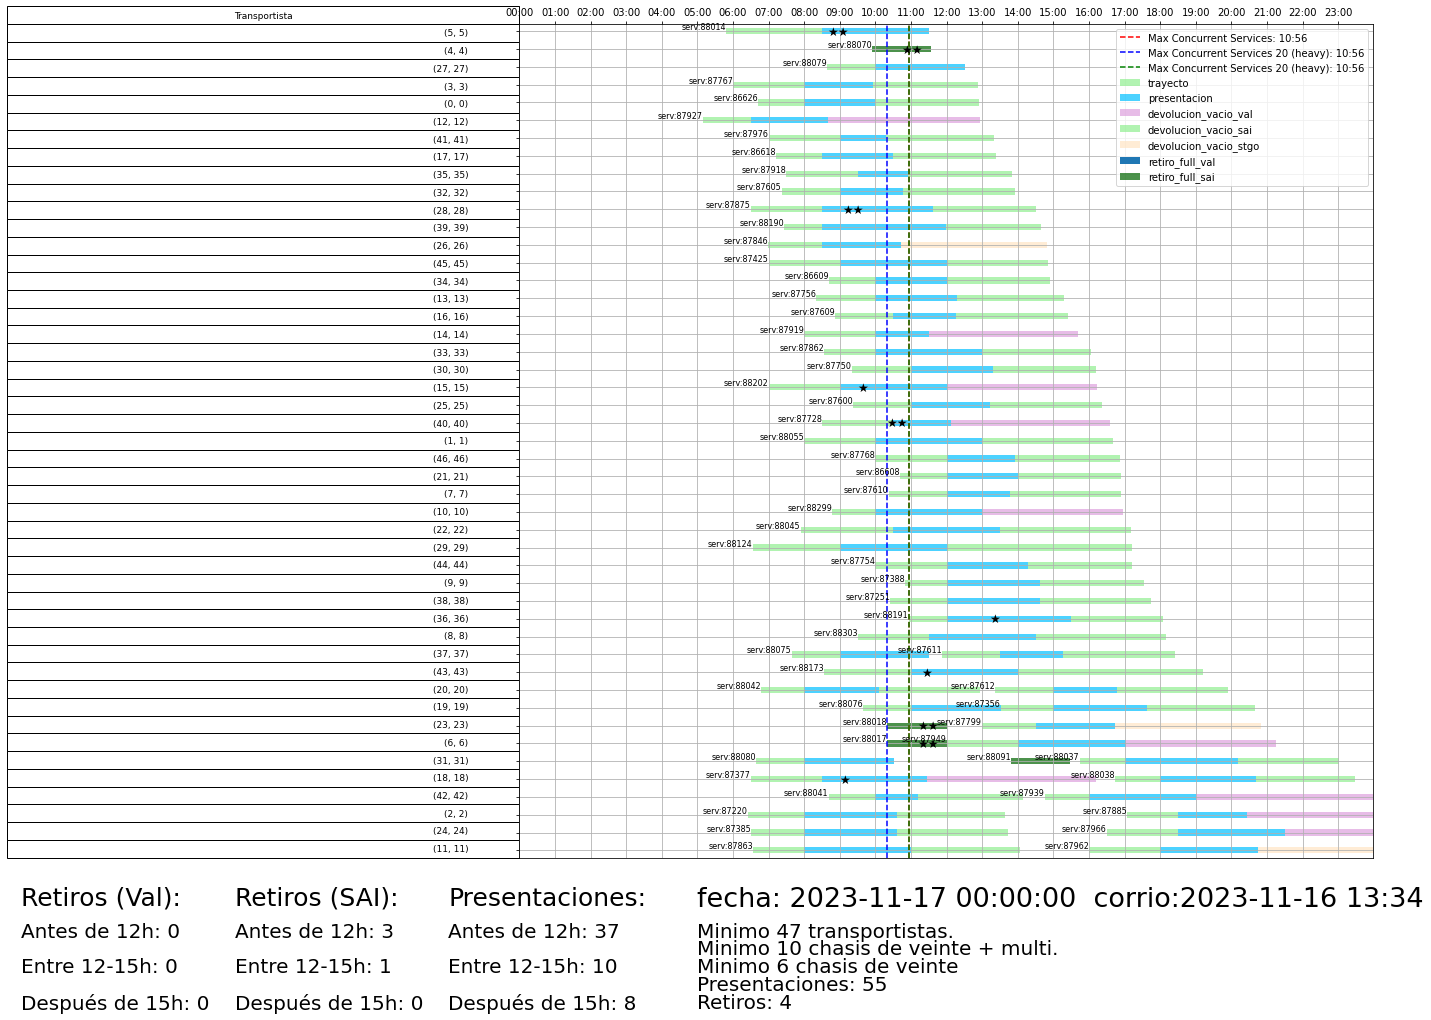 Transportista
00:00 01:00 02:00 03:00 04:00 05:00 06:00 07:00 08:00 09:00 10:00 11:00 12:00 13:00 14:00 15:00 16:00 17:00 18:00 19:00 20:00 21:00 22:00 23:00
Max Concurrent Services: 10:56
Max Concurrent Services 20 (heavy): 10:56
Max Concurrent Services 20 (heavy): 10:56
trayecto
presentacion
devolucion_vacio_val
devolucion_vacio_sai
devolucion_vacio_stgo
retiro_full_val
retiro_full_sai
(5, 5) serv:88014
(4, 4) serv:88070
(27, 27) serv:88079
(3, 3) serv:87767
(0, 0) serv:86626
(12, 12) serv:87927
(41, 41) serv:87976
(17, 17) serv:86618
(35, 35) serv:87918
(32, 32) serv:87605
(28, 28) serv:87875
(39, 39) serv:88190
(26, 26) serv:87846
(45, 45) serv:87425
(34, 34) serv:86609
(13, 13) serv:87756
(16, 16) serv:87609
(14, 14) serv:87919
(33, 33) serv:87862
(30, 30) serv:87750
(15, 15) serv:88202
(25, 25) serv:87600
(40, 40) serv:87728
(1, 1) serv:88055
(46, 46) serv:87768
(21, 21) serv:86608
(7, 7) serv:87610
(10, 10) serv:88299
(22, 22) serv:88045
(29, 29) serv:88124
(44, 44) serv:87754
(9, 9) serv:87388
(38, 38) serv:87251
(36, 36) serv:88191
(8, 8) serv:88303
(37, 37) serv:88075 serv:87611
(43, 43) serv:88173
(20, 20) serv:88042 serv:87612
(19, 19) serv:88076 serv:87356
(23, 23) serv:88018 serv:87799
(6, 6) serv:88017 serv:87949
(31, 31) serv:88080 serv:88091 serv:88037
(18, 18) serv:87377 serv:88038
(42, 42) serv:88041 serv:87939
(2, 2) serv:87220 serv:87885
(24, 24) serv:87385 serv:87966
(11, 11) serv:87863 serv:87962
Retiros (Val):
Antes de 12h: 0
Entre 12-15h: 0
Después de 15h: 0
Retiros (SAI):
Antes de 12h: 3
Entre 12-15h: 1
Después de 15h: 0
Presentaciones:
Antes de 12h: 37
Entre 12-15h: 10
Después de 15h: 8
fecha: 2023-11-17 00:00:00 corrio:2023-11-16 13:34
Minimo 47 transportistas.
Minimo 10 chasis de veinte + multi.
Minimo 6 chasis de veinte
Presentaciones: 55
Retiros: 4